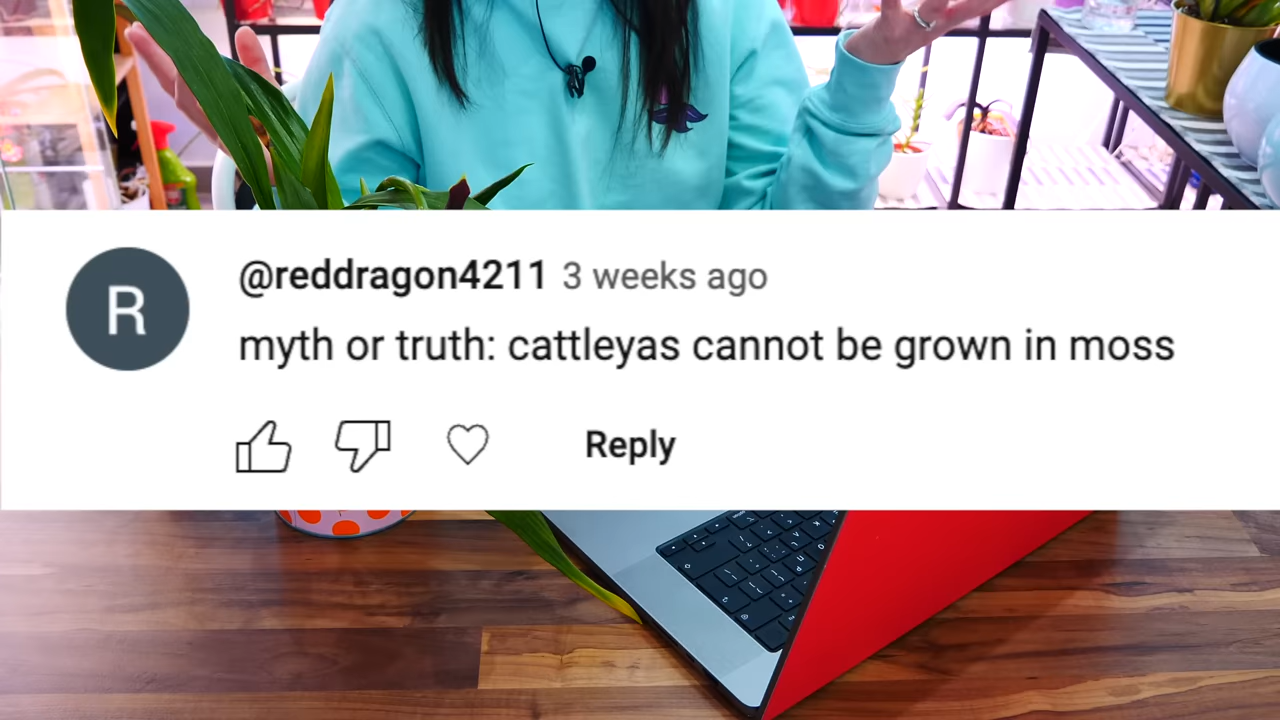 R
@reddragon4211 3 weeks ago
myth or truth: cattleyas cannot be grown in moss
Reply